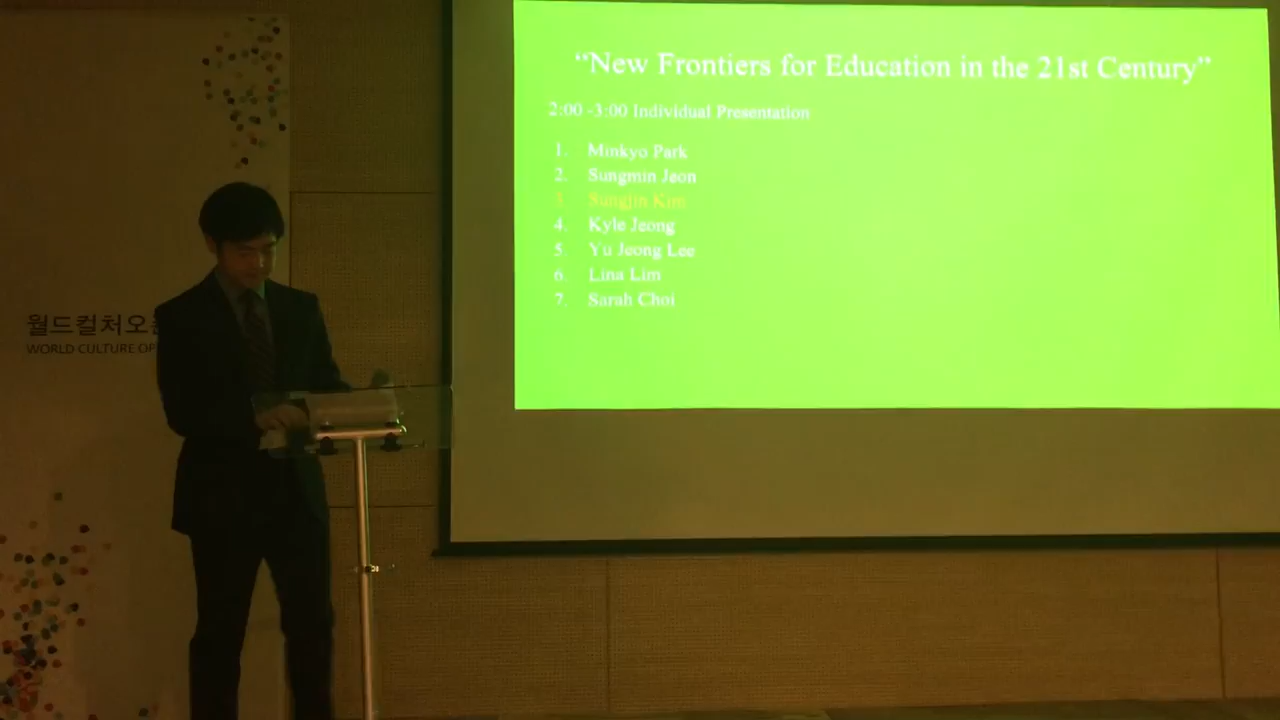 "New Frontiers for Education in the 21st Century"
2:00 -3:00 Individual Presentation
1. Minkyo Park
2. Sungmin Jeon
3. Sungjin Kim
4. Kyle Jeong
5. Yu Jeong Lee
6. Lina Lim
7. Sarah Choi
월드컬처오
WORLD CULTURE OP